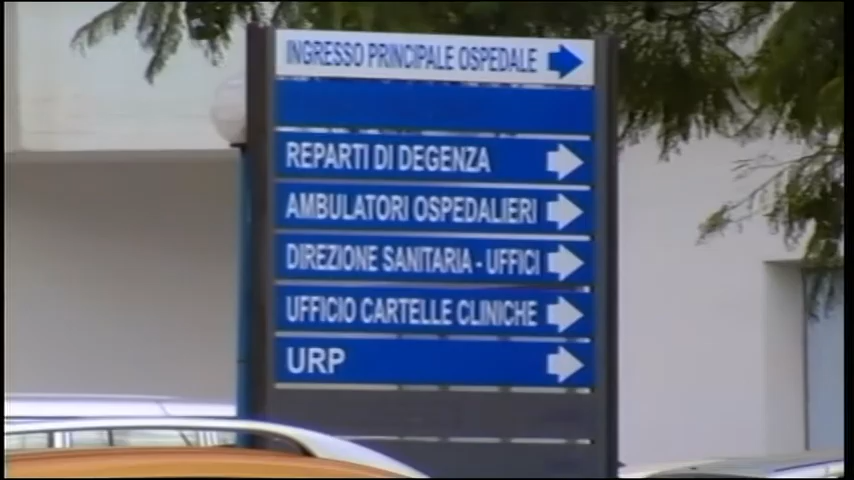 INGRESSO PRINCIPALE OSPEDALE
REPARTI DI DEGENZA
AMBULATORI OSPEDALIERI
DIREZIONE SANITARIA - UFFICI
UFFICIO CARTELLE CLINICHE
URP